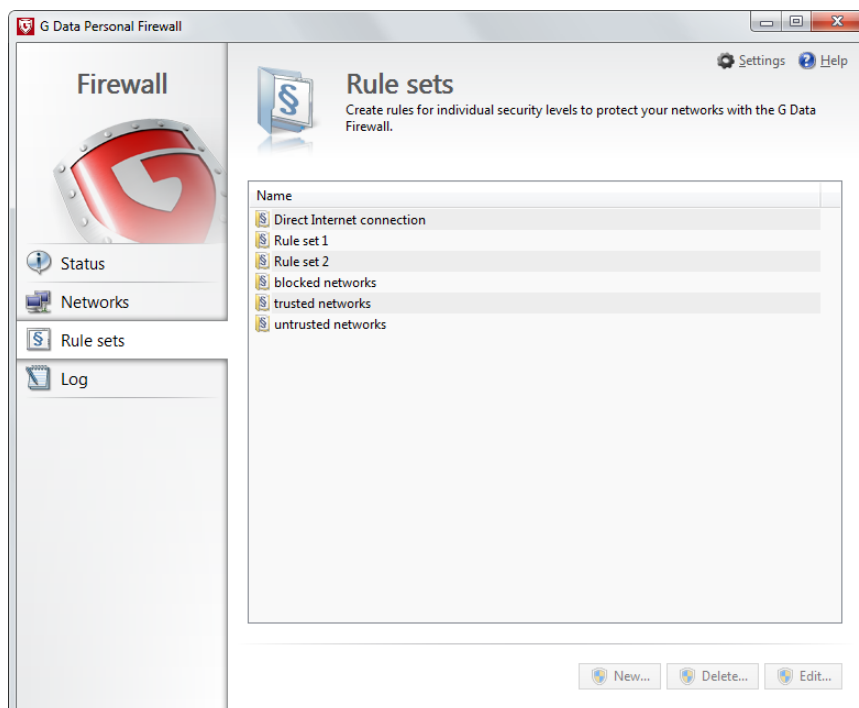 G Data Personal Firewall
Firewall
Status
Networks
§ Rule sets
Log
Settings
Help
§
Rule sets
Create rules for individual security levels to protect your networks with the G Data
Firewall.
Name
§ Direct Internet connection
§ Rule set 1
§ Rule set 2
§ blocked networks
§ trusted networks
§ untrusted networks
New...
Delete...
Edit...